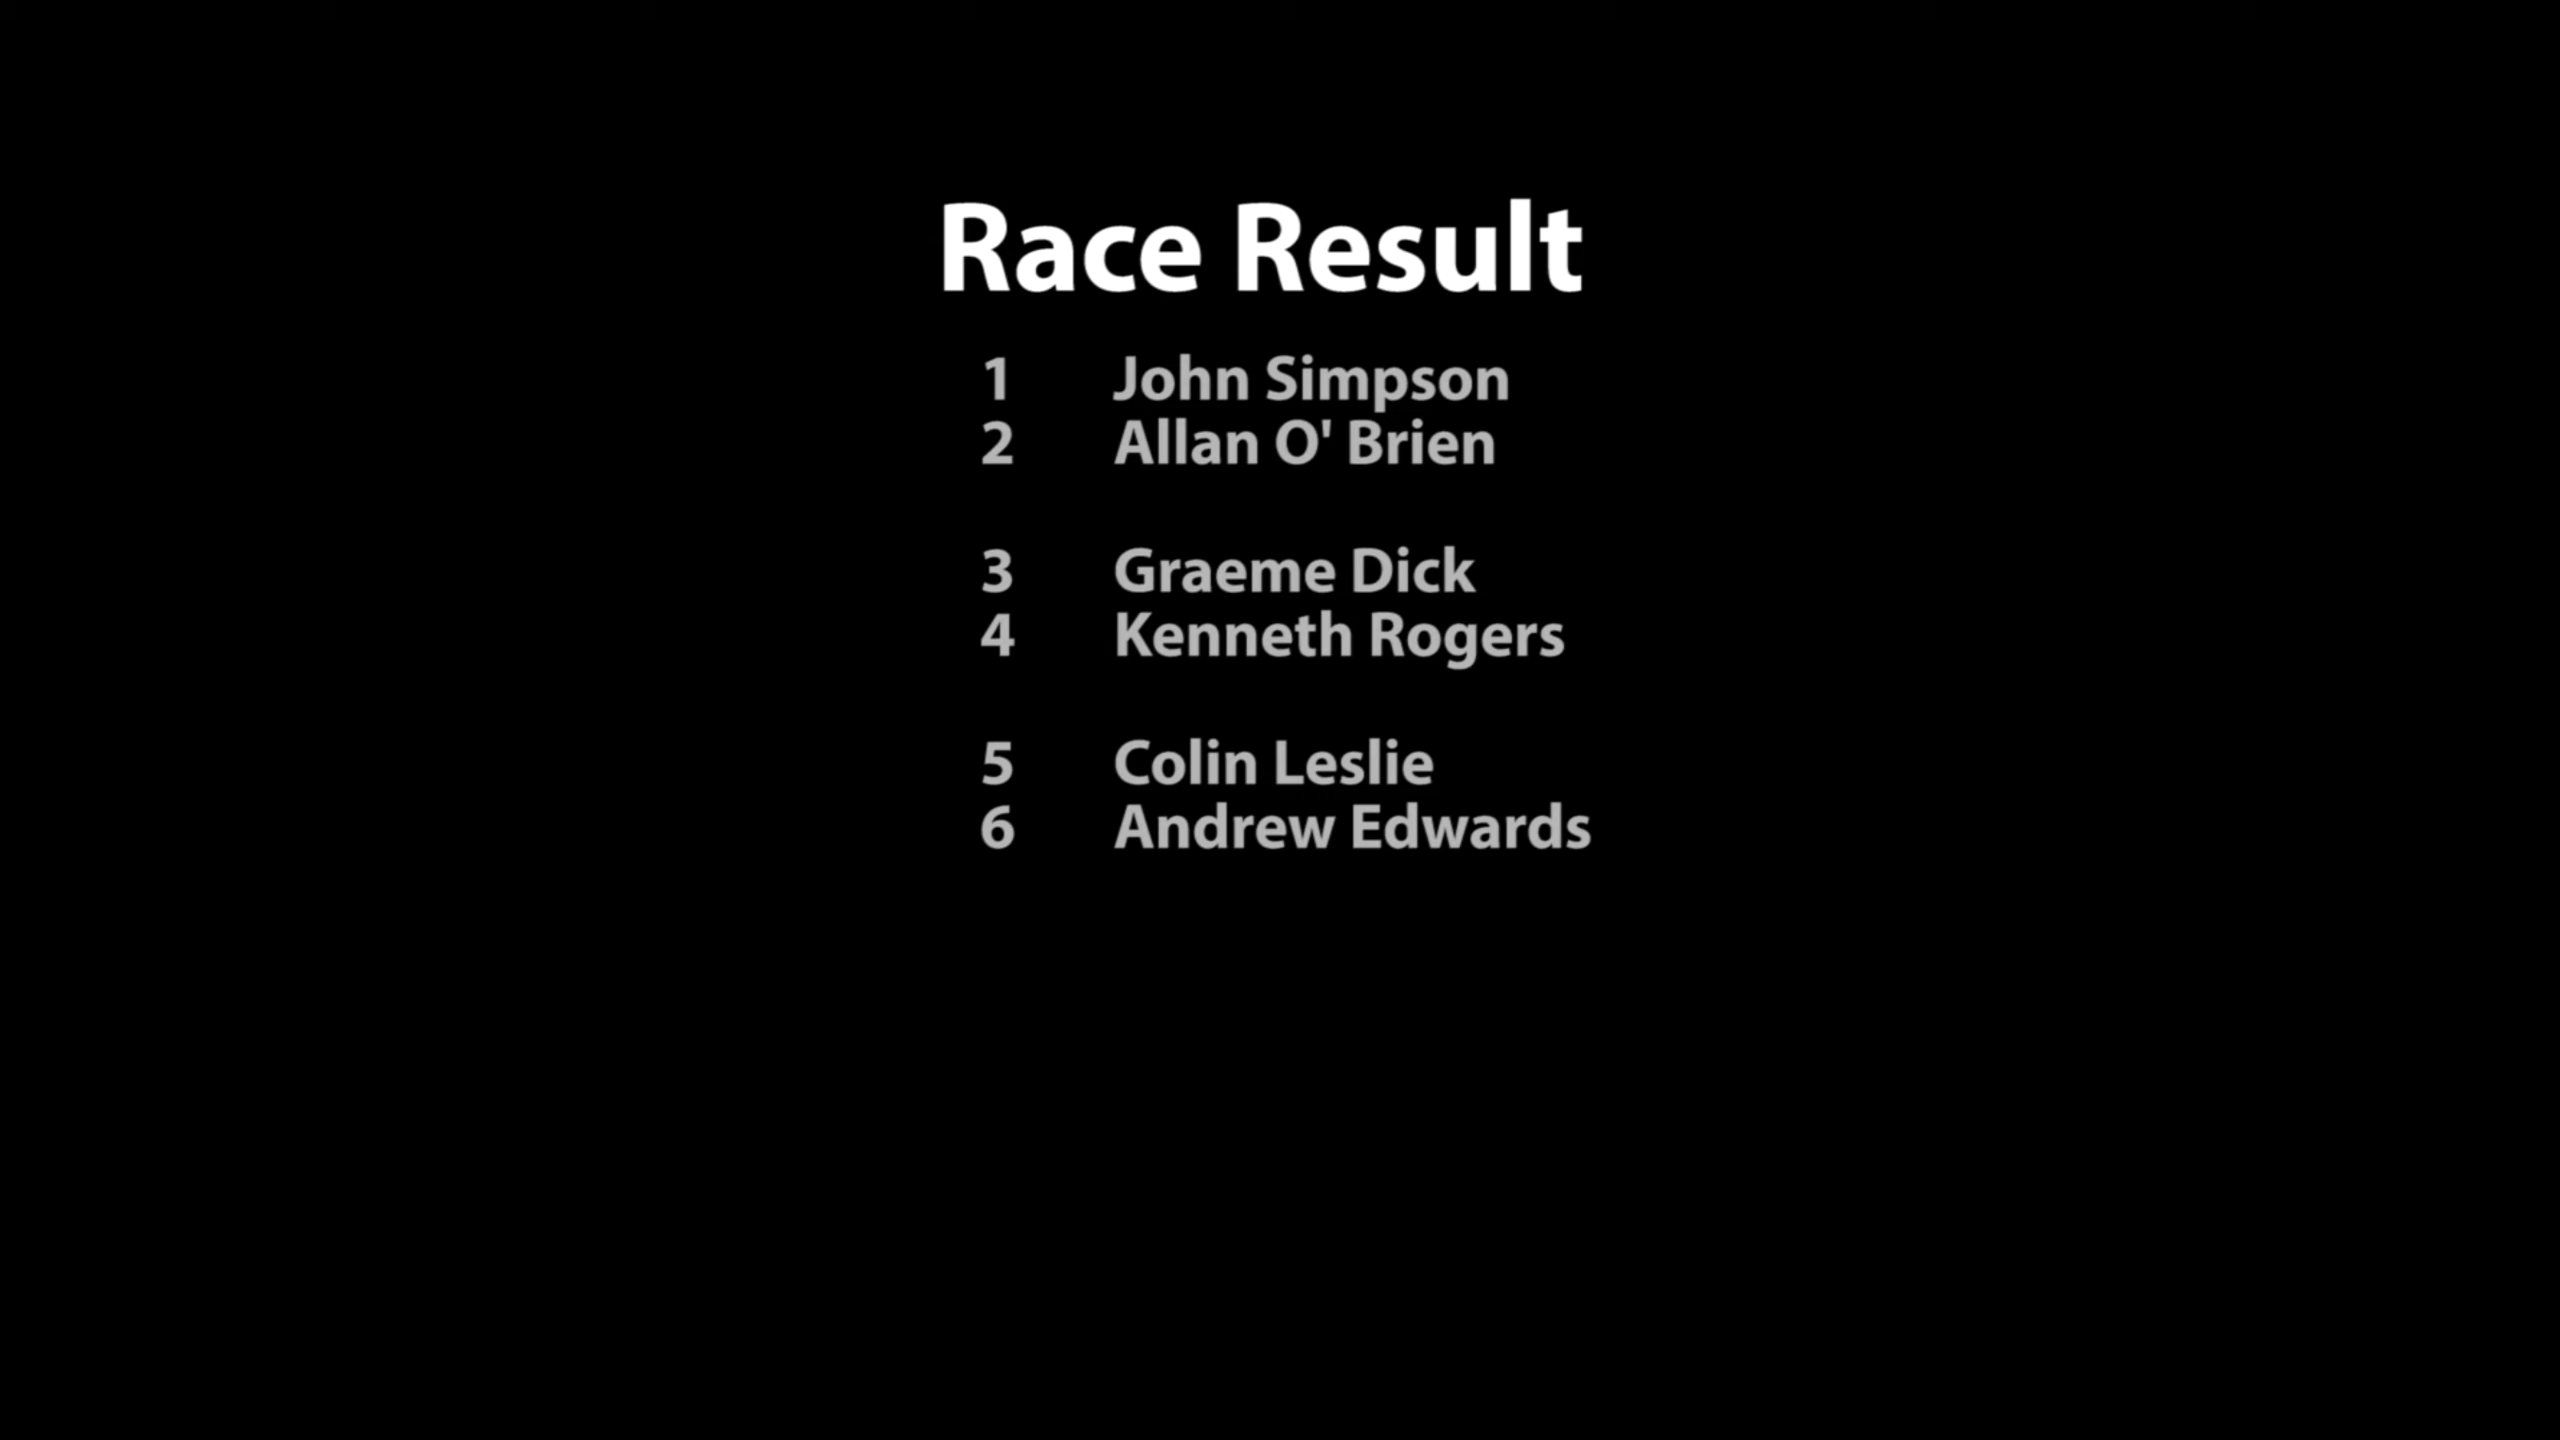 Race Result
1 John Simpson
2 Allan O' Brien
3 Graeme Dick
4 Kenneth Rogers
5 Colin Leslie
6 Andrew Edwards